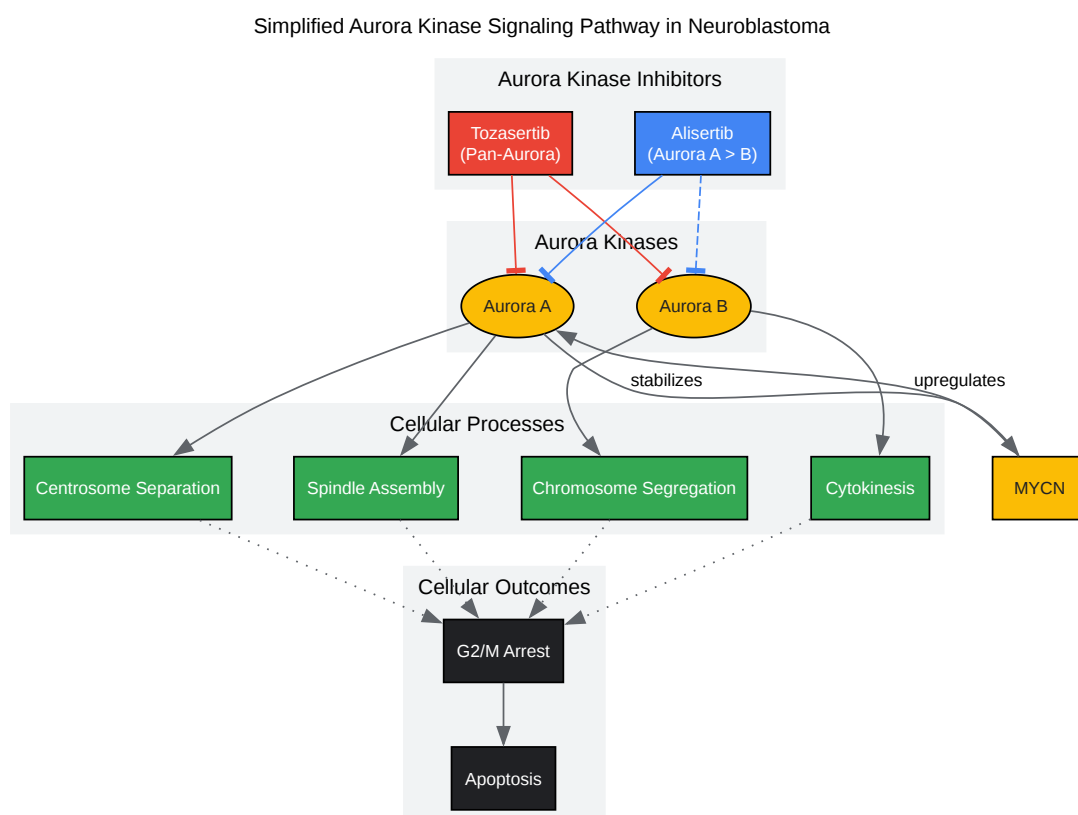 Simplified Aurora Kinase Signaling Pathway in Neuroblastoma
Aurora Kinase Inhibitors
Tozasertib
(Pan-Aurora)
Alisertib
(Aurora A > B)
Aurora Kinases
Aurora A
Aurora B
stabilizes
upregulates
Cellular Processes
Centrosome Separation
Spindle Assembly
Chromosome Segregation
Cytokinesis
MYCN
Cellular Outcomes
G2/M Arrest
Apoptosis